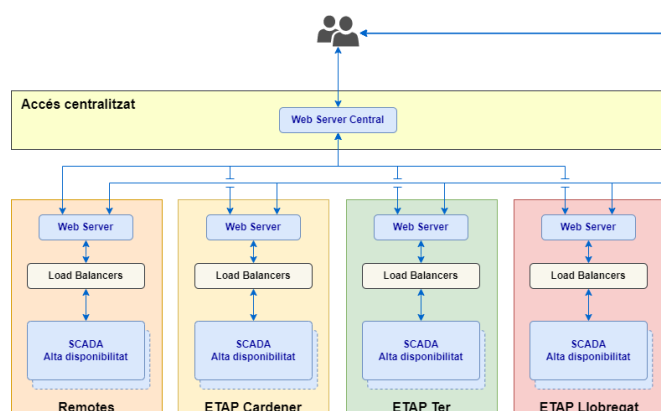 Accés centralitzat
Web Server Central
Web Server
Web Server
Web Server
Web Server
Load Balancers
Load Balancers
Load Balancers
Load Balancers
SCADA
Alta disponibilitat
SCADA
Alta disponibilitat
SCADA
Alta disponibilitat
SCADA
Alta disponibilitat
Remotes
ETAP Cardener
ETAP Ter
ETAP Llobregat